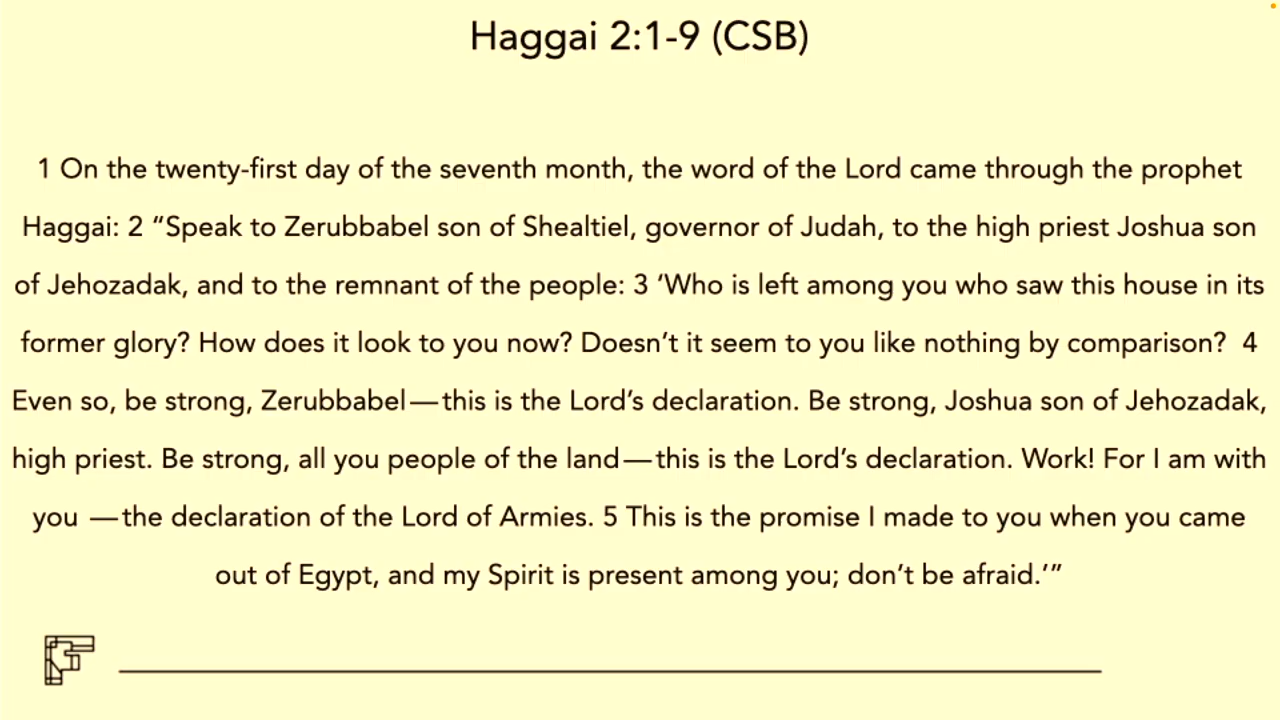 Haggai 2:1-9 (CSB)
1 On the twenty-first day of the seventh month, the word of the Lord came through the prophet
Haggai: 2 “Speak to Zerubbabel son of Shealtiel, governor of Judah, to the high priest Joshua son
of Jehozadak, and to the remnant of the people: 3 ‘Who is left among you who saw this house in its
former glory? How does it look to you now? Doesn’t it seem to you like nothing by comparison? 4
Even so, be strong, Zerubbabel—this is the Lord’s declaration. Be strong, Joshua son of Jehozadak,
high priest. Be strong, all you people of the land—this is the Lord’s declaration. Work! For I am with
you —the declaration of the Lord of Armies. 5 This is the promise I made to you when you came
out of Egypt, and my Spirit is present among you; don’t be afraid.’”